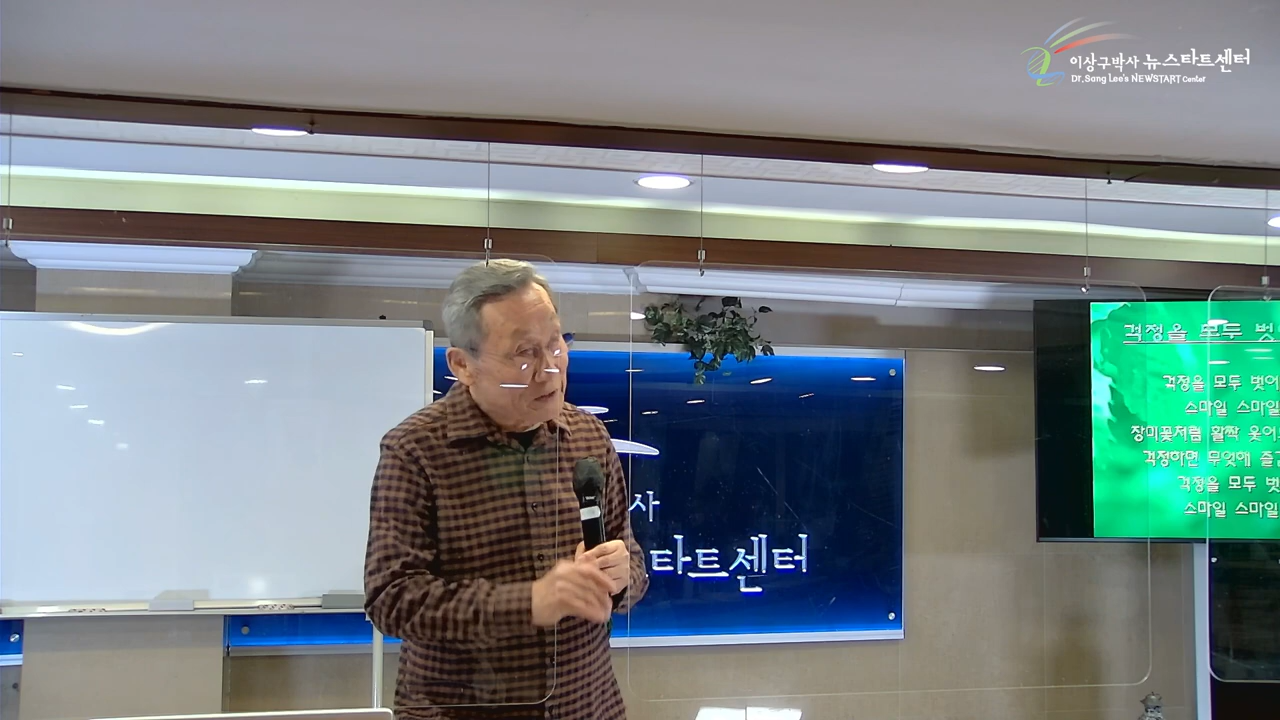 이상구박사 뉴스타트센터
Dr. Sang Lee's NEWSTART Center
사
타트센터
걱정을 모두 벗
걱정을 모두 벗어
스마일 스마일
장미꽃처럼 활짝 웃어
걱정하면 무엇해 즐
걱정을 모두 벗
스마일 스마일